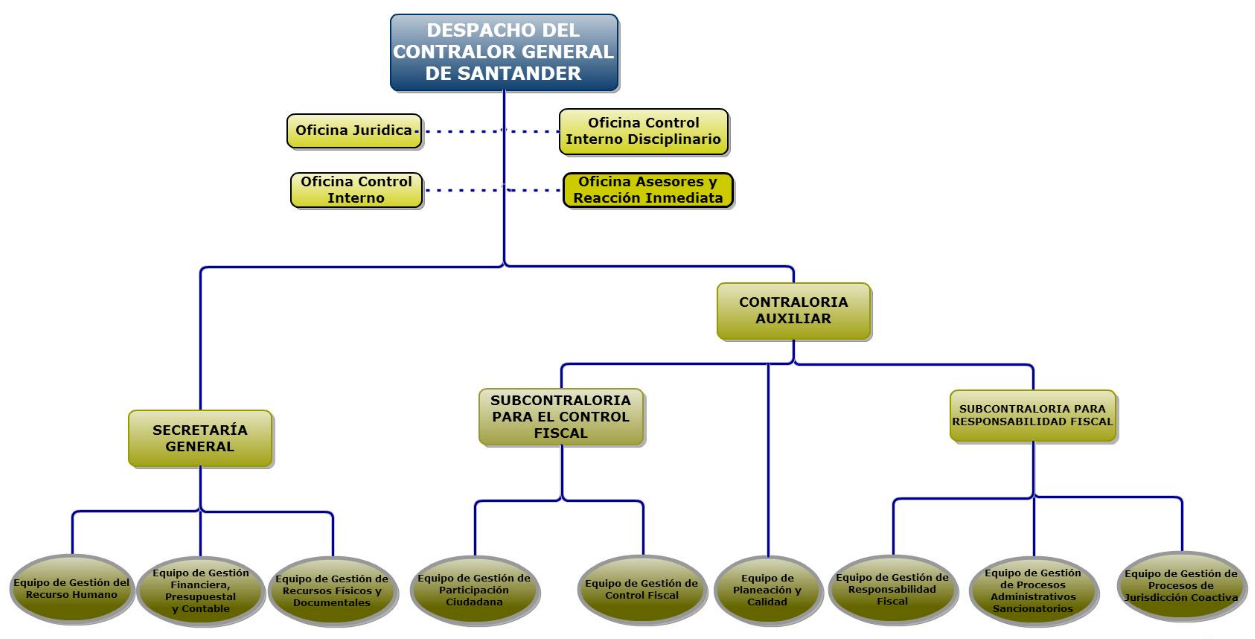 DESPACHO DEL
CONTRALOR GENERAL
DE SANTANDER
Oficina Juridica
Oficina Control
Interno Disciplinario
Oficina Control
Interno
Oficina Asesores y
Reacción Inmediata
CONTRALORIA
AUXILIAR
SECRETARÍA
GENERAL
SUBCONTRALORIA
PARA EL CONTROL
FISCAL
SUBCONTRALORIA PARA
RESPONSABILIDAD FISCAL
Equipo de Gestión del
Recurso Humano
Equipo de Gestión
Financiera,
Presupuestal
y Contable
Equipo de Gestión de
Recursos Físicos y
Documentales
Equipo de Gestión de
Participación
Ciudadana
Equipo de Gestión de
Control Fiscal
Equipo de
Planeación y
Calidad
Equipo de Gestión de
Responsabilidad
Fiscal
Equipo de Gestión
de Procesos
Administrativos
Sancionatorios
Equipo de Gestión de
Procesos de
Jurisdicción Coactiva